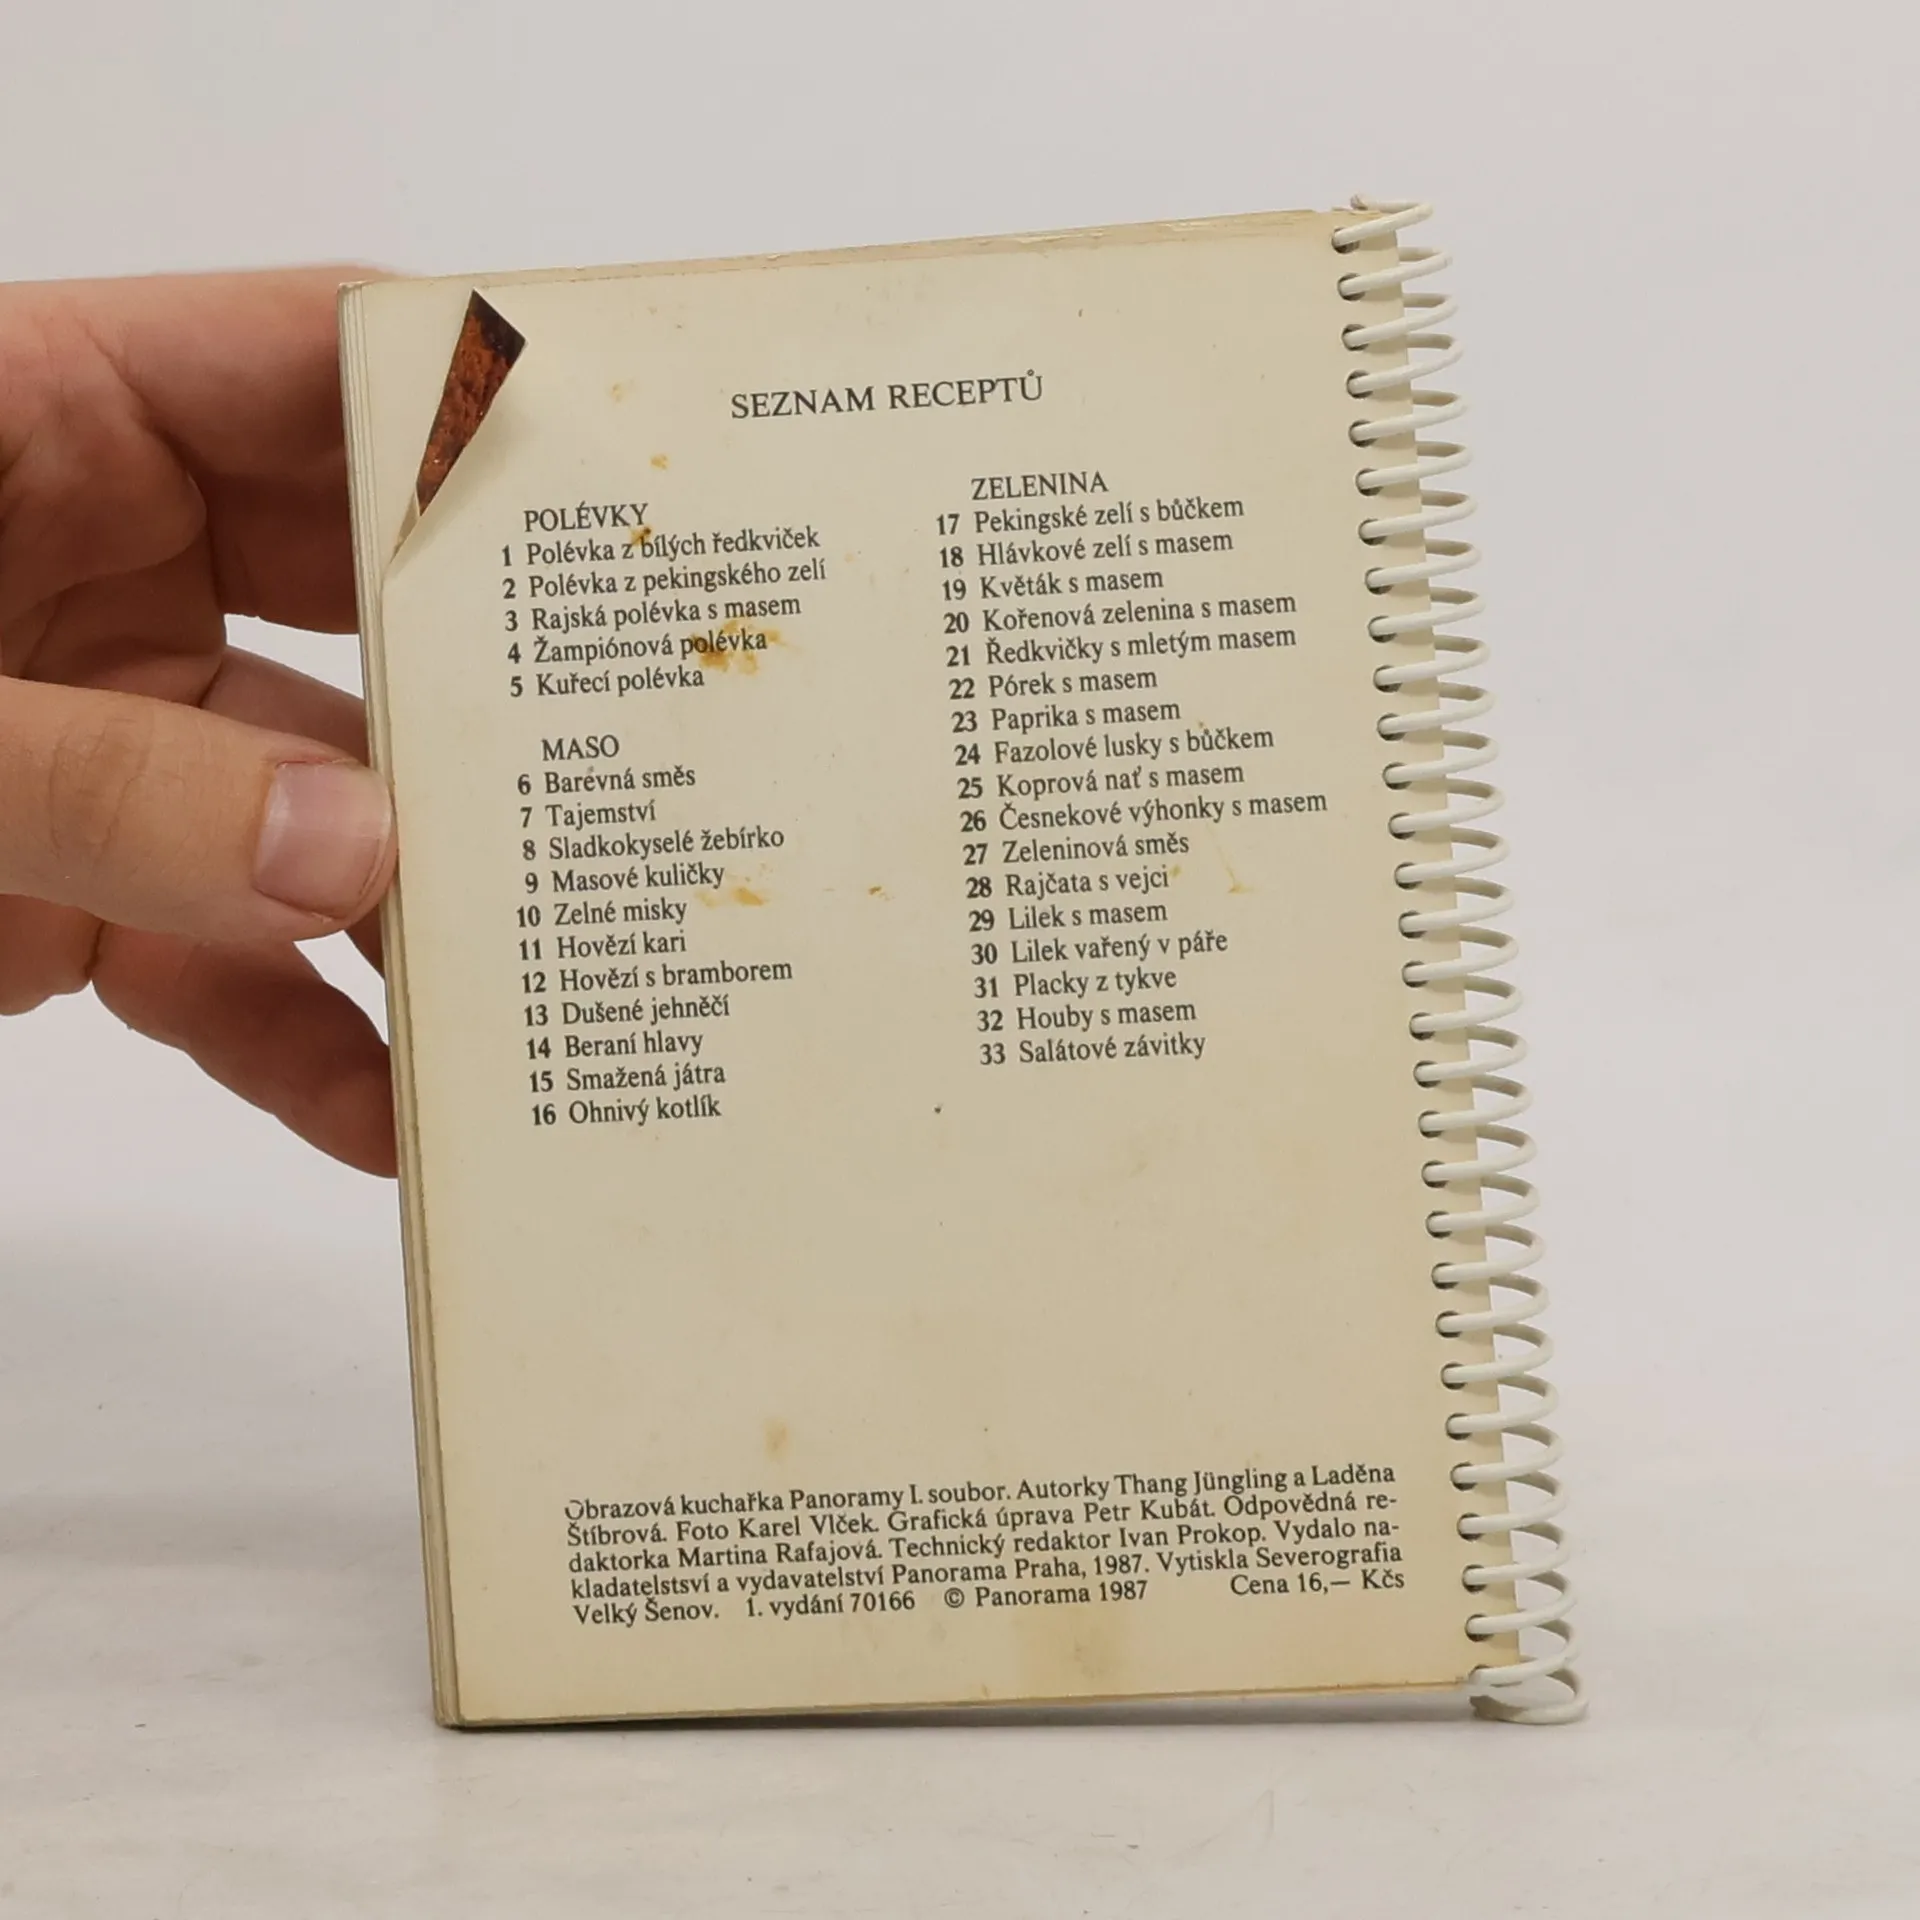 SEZNAM RECEPTŮ
POLÉVKY
1 Polévka z bílých ředkviček
2 Polévka z pekingského zelí
3 Rajská polévka s masem
4 Žampiónová polévka
5 Kuřecí polévka
MASO
6 Barevná směs
7 Tajemství
8 Sladkokyselé žebírko
9 Masové kuličky
10 Zelné misky
11 Hovězí kari
12 Hovězí s bramborem
13 Dušené jehněčí
14 Beraní hlavy
15 Smažená játra
16 Ohnivý kotlík
ZELENINA
17 Pekingské zelí s bůčkem
18 Hlávkové zelí s masem
19 Květák s masem
20 Kořenová zelenina s masem
21 Ředkvičky s mletým masem
22 Pórek s masem
23 Paprika s masem
24 Fazolové lusky s bůčkem
25 Koprová nať s masem
26 Česnekové výhonky s masem
27 Zeleninová směs
28 Rajčata s vejci
29 Lilek s masem
30 Lilek vařený v páře
31 Placky z tykve
32 Houby s masem
33 Salátové závitky
Obrazová kuchařka Panoramy I. soubor. Autorky Thang Jüngling a Laděna
Štíbrová. Foto Karel Vlček. Grafická úprava Petr Kubát. Odpovědná re-
daktorka Martina Rafajová. Technický redaktor Ivan Prokop. Vydalo na-
kladatelstsví a vydavatelství Panorama Praha, 1987. Vytiskla Severografia
Velký Šenov. 1. vydání 70166 © Panorama 1987 Cena 16,— Kčs